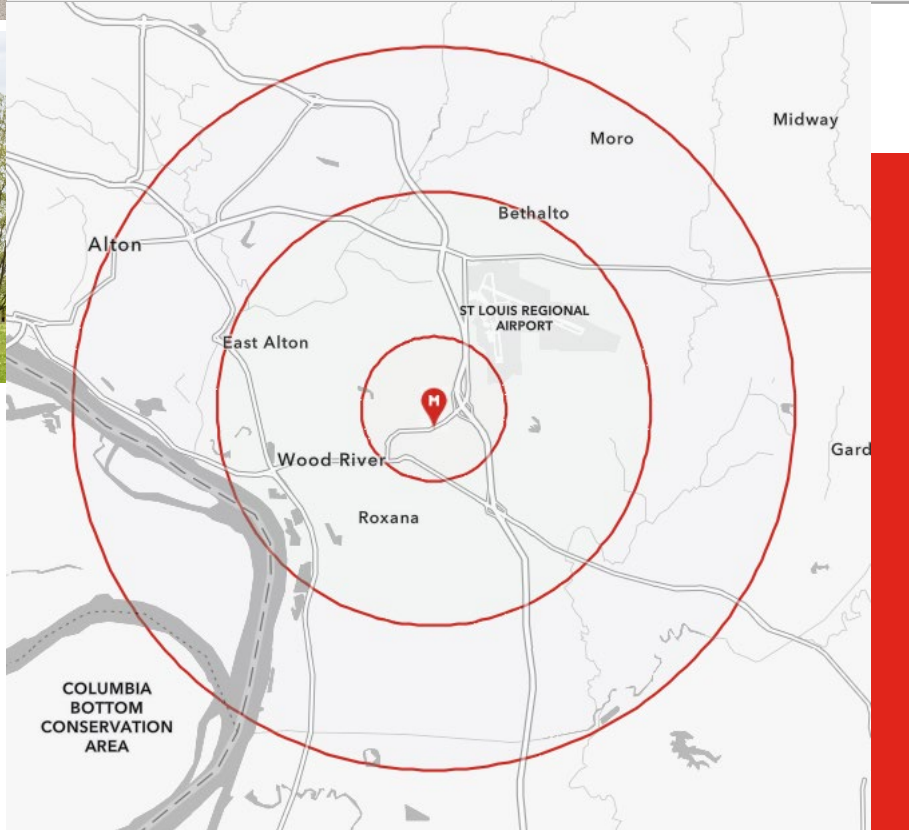 Midway
Moro
Bethalto
Alton
ST LOUIS REGIONAL
AIRPORT
East Alton
M
Gard
Wood River
Roxana
COLUMBIA
BOTTOM
CONSERVATION
AREA